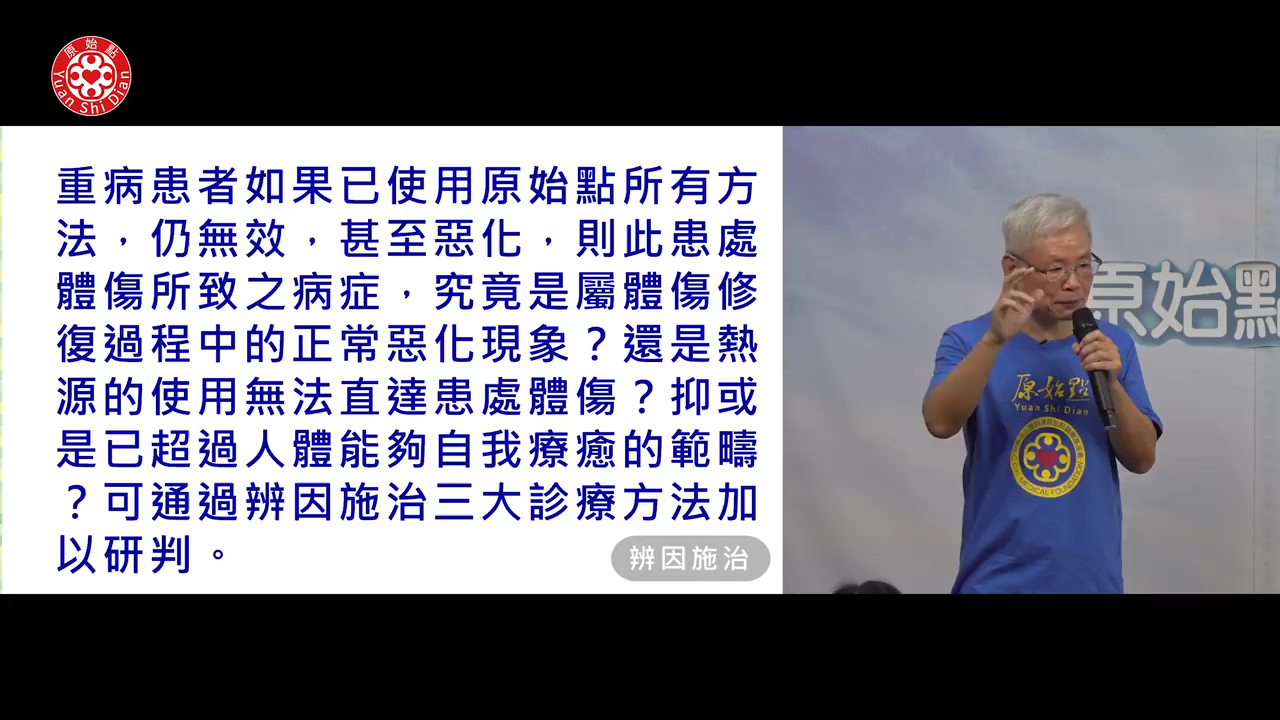 原始點
Yuan Shi Dian
重病患者如果已使用原始點所有方
法，仍無效，甚至惡化，則此患處
體傷所致之病症，究竟是屬體傷修
復過程中的正常惡化現象？還是熱
源的使用無法直達患處體傷？抑或
是已超過人體能夠自我療癒的範疇
？可通過辨因施治三大診療方法加
以研判。
辨因施治
原始點
原始點
Yuan Shi Dian
MEDICAL FOUNDATION